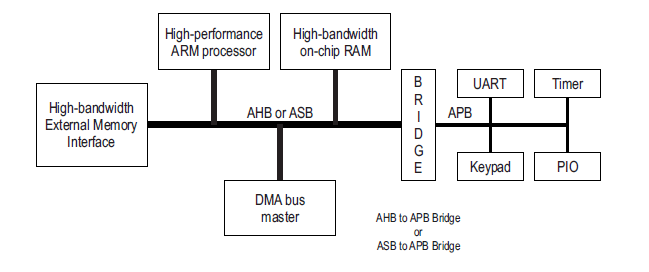 High-performance
ARM processor
High-bandwidth
on-chip RAM
High-bandwidth
External Memory
Interface
AHB or ASB
B
R
I
D
G
E
APB
UART
Timer
Keypad
PIO
DMA bus
master
AHB to APB Bridge
or
ASB to APB Bridge